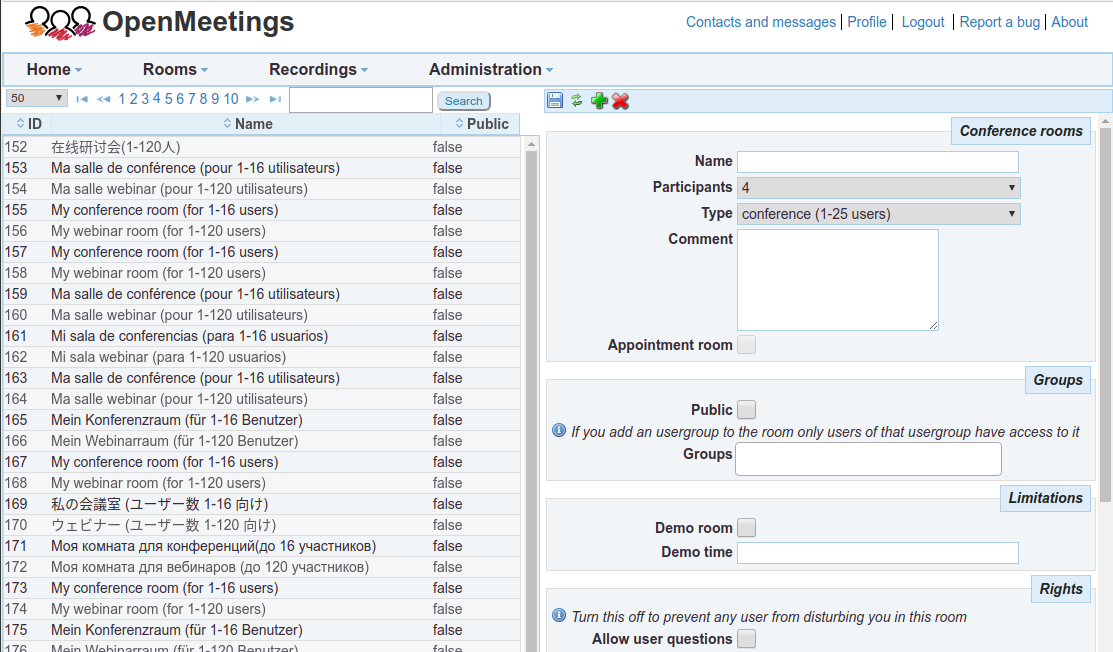 OpenMeetings
Contacts and messages Profile Logout Report a bug About
Home Rooms Recordings Administration
50 1 2 3 4 5 6 7 8 9 10 Search
ID Name Public
152 在线研讨会(1-120人) false
153 Ma salle de conférence (pour 1-16 utilisateurs) false
154 Ma salle webinar (pour 1-120 utilisateurs) false
155 My conference room (for 1-16 users) false
156 My webinar room (for 1-120 users) false
157 My conference room (for 1-16 users) false
158 My webinar room (for 1-120 users) false
159 Ma salle de conférence (pour 1-16 utilisateurs) false
160 Ma salle webinar (pour 1-120 utilisateurs) false
161 Mi sala de conferencias (para 1-16 usuarios) false
162 Mi sala webinar (para 1-120 usuarios) false
163 Ma salle de conférence (pour 1-16 utilisateurs) false
164 Ma salle webinar (pour 1-120 utilisateurs) false
165 Mein Konferenzraum (für 1-16 Benutzer) false
166 Mein Webinarraum (für 1-120 Benutzer) false
167 My conference room (for 1-16 users) false
168 My webinar room (for 1-120 users) false
169 私の会議室 (ユーザー数 1-16 向け) false
170 ウェビナー (ユーザー数 1-120 向け) false
171 Моя комната для конференций(до 16 участников) false
172 Моя комната для вебинаров (до 120 участников) false
173 My conference room (for 1-16 users) false
174 My webinar room (for 1-120 users) false
175 Mein Konferenzraum (für 1-16 Benutzer) false
176 Mein Webinarraum (für 1-120 Benutzer) false
Conference rooms
Name
Participants 4
Type conference (1-25 users)
Comment
Appointment room
Groups
Public
If you add an usergroup to the room only users of that usergroup have access to it
Groups
Limitations
Demo room
Demo time
Rights
Turn this off to prevent any user from disturbing you in this room
Allow user questions